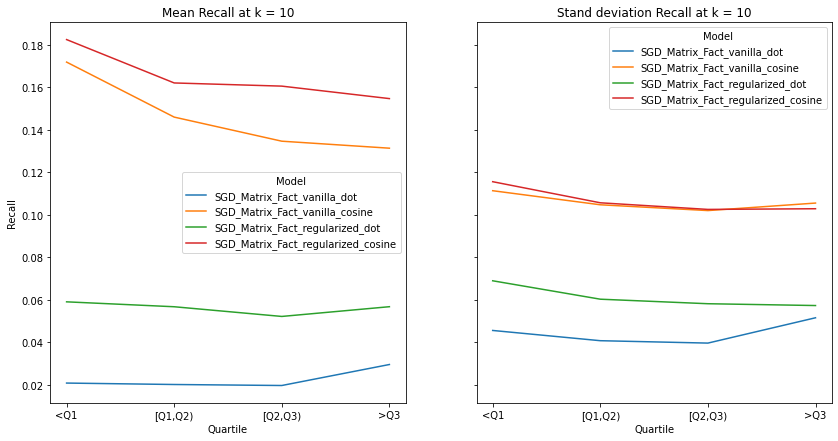 Mean Recall at k = 10
Recall
0.18
0.16
0.14
0.12
0.10
0.08
0.06
0.04
0.02
Model
SGD_Matrix_Fact_vanilla_dot
SGD_Matrix_Fact_vanilla_cosine
SGD_Matrix_Fact_regularized_dot
SGD_Matrix_Fact_regularized_cosine
<Q1 [Q1,Q2) [Q2,Q3) >Q3
Quartile
Stand deviation Recall at k = 10
Model
SGD_Matrix_Fact_vanilla_dot
SGD_Matrix_Fact_vanilla_cosine
SGD_Matrix_Fact_regularized_dot
SGD_Matrix_Fact_regularized_cosine
<Q1 [Q1,Q2) [Q2,Q3) >Q3
Quartile